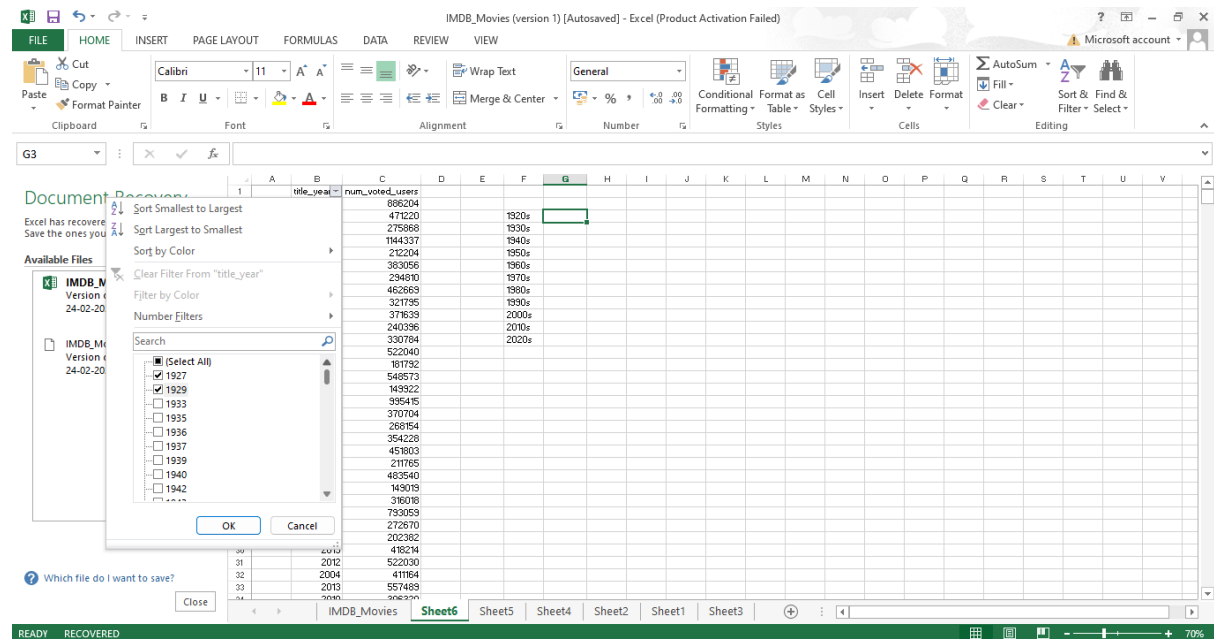 IMDB_Movies (version 1) [Autosaved] - Excel (Product Activation Failed)
FILE HOME INSERT PAGE LAYOUT FORMULAS DATA REVIEW VIEW Microsoft account
Paste Cut Copy Format Painter
Calibri 11
B I U
Wrap Text
Merge & Center
General
%
Conditional Formatting Format as Table Cell Styles
Insert Delete Format
AutoSum Fill Clear
Sort & Filter Find & Select
Clipboard Font Alignment Number Styles Cells Editing
G3 fx
A B C D E F G H I J K L M N O P Q R S T U V
1 title_year num_voted_users
Document Recovery
Excel has recovere
Save the ones you
Available Files
IMDB_M
Version
24-02-20
IMDB_Mo
Version
24-02-20
Which file do I want to save?
Close
Sort Smallest to Largest
Sort Largest to Smallest
Sort by Color
Clear Filter From "title_year"
Filter by Color
Number Filters
Search
(Select All)
1927
1929
1933
1935
1936
1937
1939
1940
1942
OK Cancel
886204
471220 1920s
275868 1930s
1144337 1940s
212204 1950s
383056 1960s
294810 1970s
462669 1980s
321795 1990s
371639 2000s
240396 2010s
330784 2020s
522040
181792
548573
149922
995415
370704
268154
354228
451803
211765
483540
149019
316018
793059
272670
202382
418214
31 2012 522030
32 2004 411164
33 2013 557489
IMDB_Movies Sheet6 Sheet5 Sheet4 Sheet2 Sheet1 Sheet3
READY RECOVERED 70%